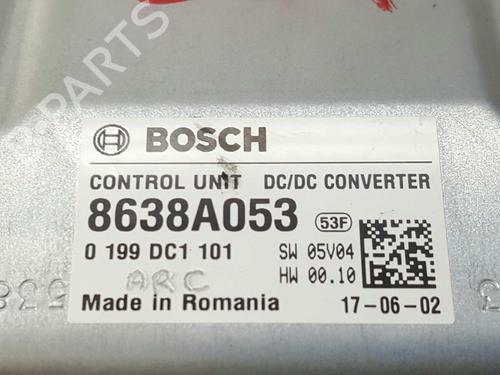 BOSCH
CONTROL UNIT DC/DC CONVERTER
8638A053 53F
0 199 DC1 101 SW 05V04
ARC HW 00.10
Made in Romania 17-06-02
B-PARTS